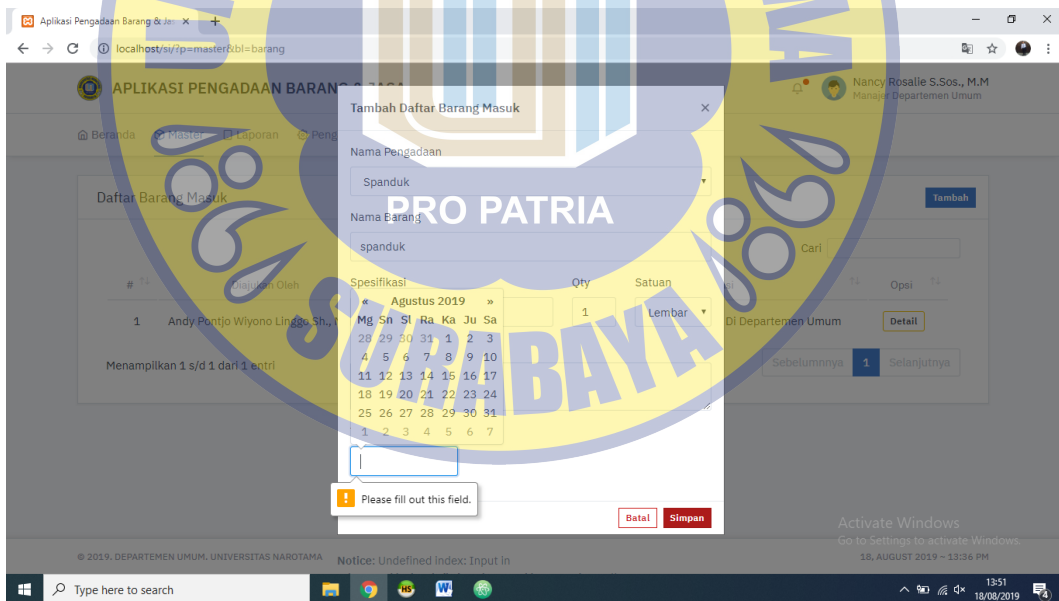 Aplikasi Pengadaan Barang & Ja
localhost/si/?p=master&bl=barang
APLIKASI PENGADAAN BARANG & JASA
Nancy Rosalie S.Sos., M.M
Manajer Departemen Umum
Beranda Master Laporan Peng
Tambah Daftar Barang Masuk
Nama Pengadaan
Spanduk
Daftar Barang Masuk
Tambah
PRO PATRIA
Nama Barang
spanduk
Cari
Spesifikasi Qty Satuan
# Diajukan Oleh Opsi
1 Lembar
« Agustus 2019 »
Mg Sn Sl Ra Ka Ju Sa
28 29 30 31 1 2 3
4 5 6 7 8 9 10
11 12 13 14 15 16 17
18 19 20 21 22 23 24
25 26 27 28 29 30 31
1 2 3 4 5 6 7
1 Andy Pontjo Wiyono Linggo Sh.,
Di Departemen Umum Detail
Menampilkan 1 s/d 1 dari 1 entri
Sebelumnnya 1 Selanjutnya
SURABAYA
Please fill out this field.
Batal Simpan
Activate Windows
Go to Settings to activate Windows.
© 2019. DEPARTEMEN UMUM. UNIVERSITAS NAROTAMA
Notice: Undefined index: Input in
18, AUGUST 2019 – 13:36 PM
Type here to search
13:51
18/08/2019